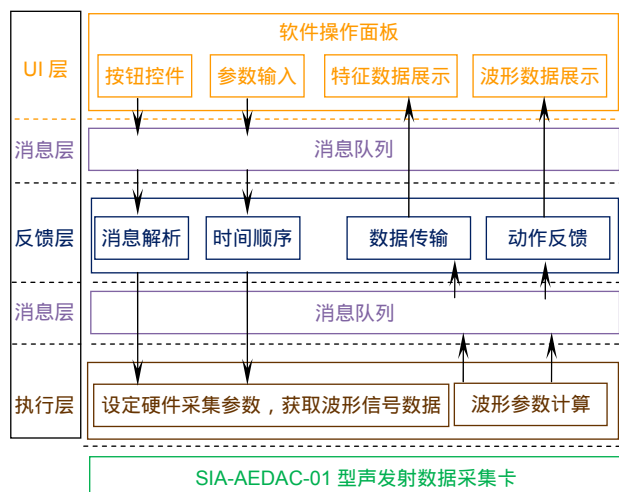 软件操作面板
UI 层
按钮控件
参数输入
特征数据展示
波形数据展示
消息层
消息队列
反馈层
消息解析
时间顺序
数据传输
动作反馈
消息层
消息队列
执行层
设定硬件采集参数，获取波形信号数据
波形参数计算
SIA-AEDAC-01 型声发射数据采集卡